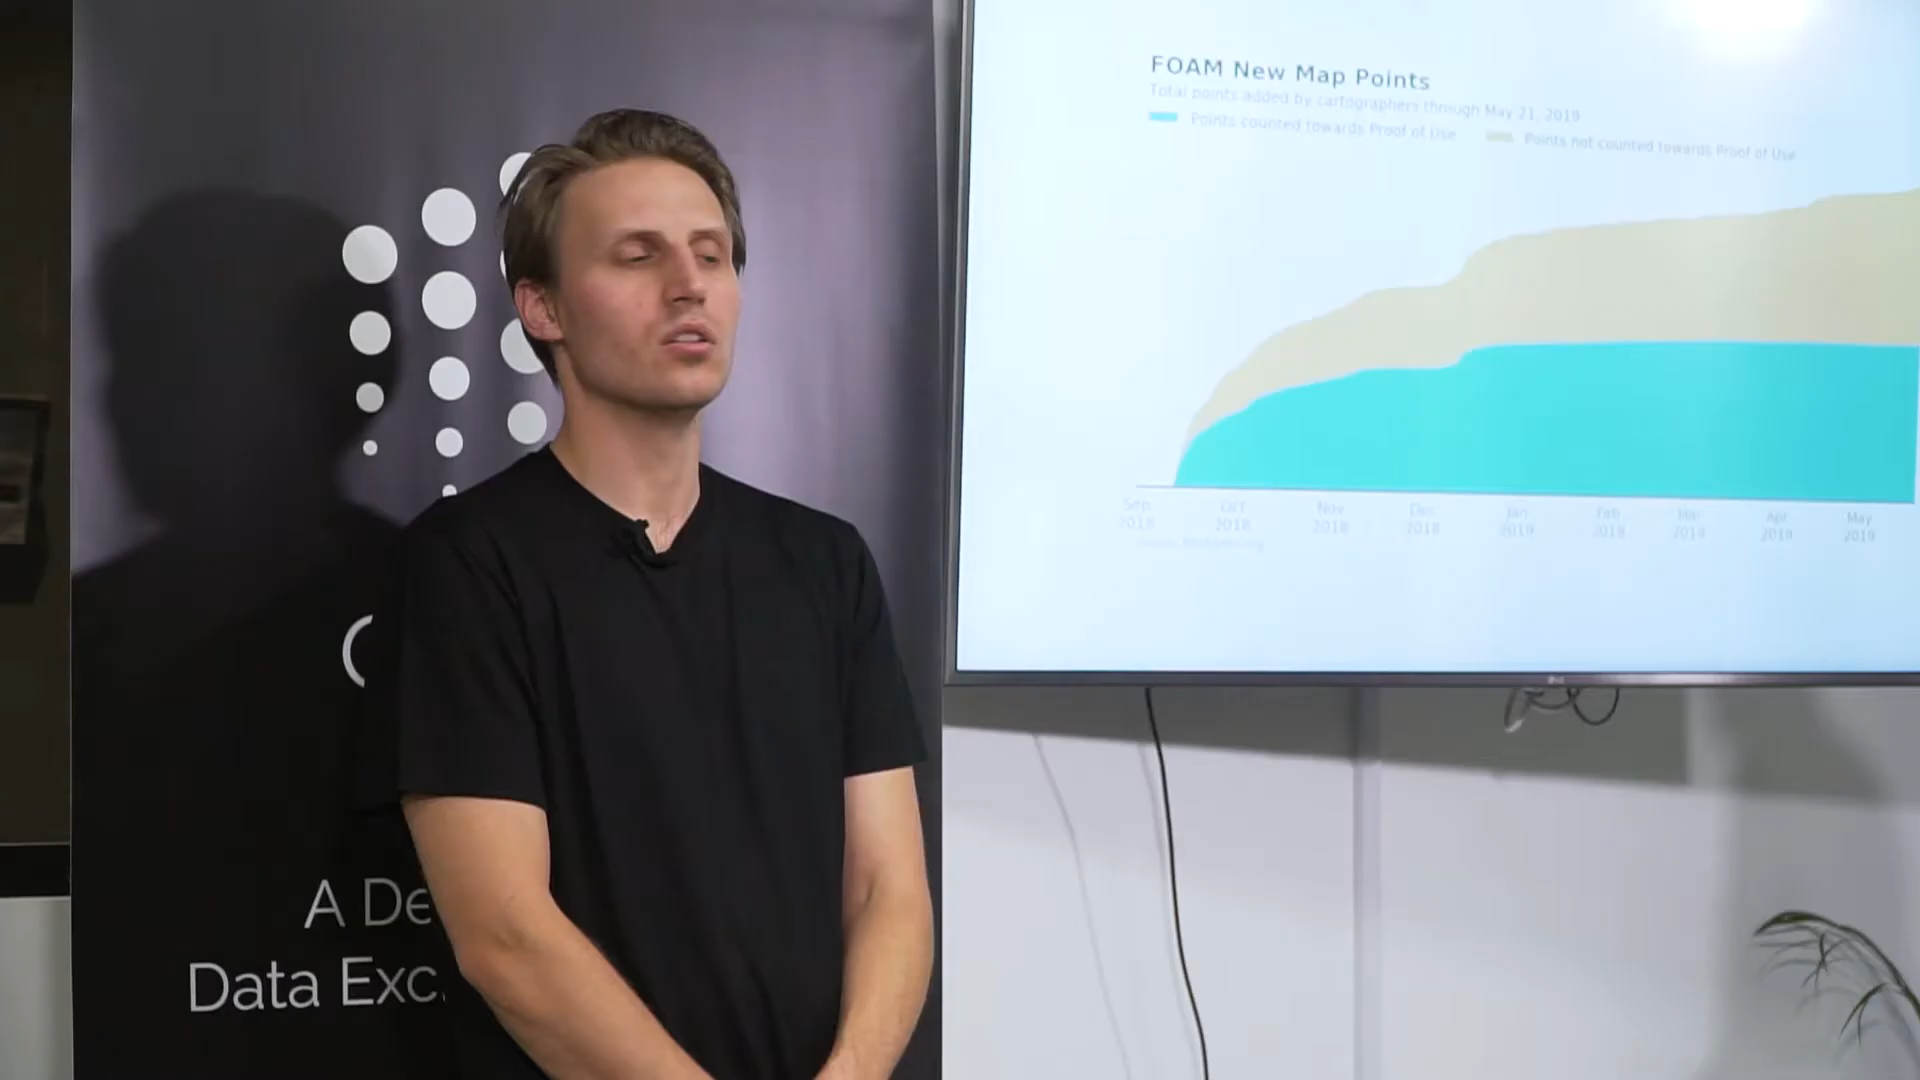 O
A De
Data Exc
FOAM New Map Points
Total points added by cartographers through May 21, 2019
Points counted towards Proof of Use
Points not counted towards Proof of Use
Sep Oct Nov Dec Jan Feb Mar Apr May
2018 2018 2018 2018 2019 2019 2019 2019 2019
LG